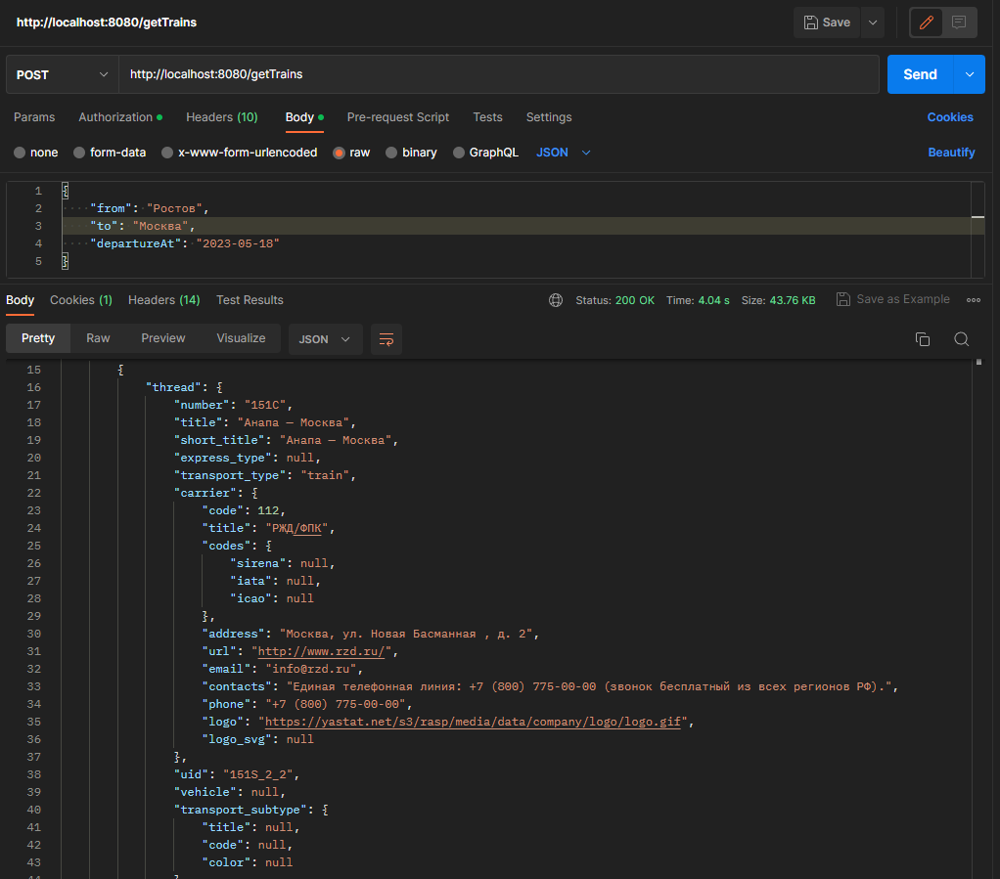 http://localhost:8080/getTrains
Save
POST
http://localhost:8080/getTrains
Send
Params Authorization Headers (10) Body Pre-request Script Tests Settings Cookies
none form-data x-www-form-urlencoded raw binary GraphQL JSON Beautify
1 {
2 "from": "Ростов",
3 "to": "Москва",
4 "departureAt": "2023-05-18"
5 }
Body Cookies (1) Headers (14) Test Results Status: 200 OK Time: 4.04 s Size: 43.76 KB Save as Example
Pretty Raw Preview Visualize JSON
15 {
16 "thread": {
17 "number": "151С",
18 "title": "Анапа — Москва",
19 "short_title": "Анапа — Москва",
20 "express_type": null,
21 "transport_type": "train",
22 "carrier": {
23 "code": 112,
24 "title": "РЖД/ФПК",
25 "codes": {
26 "sirena": null,
27 "iata": null,
28 "icao": null
29 },
30 "address": "Москва, ул. Новая Басманная , д. 2",
31 "url": "http://www.rzd.ru/",
32 "email": "info@rzd.ru",
33 "contacts": "Единая телефонная линия: +7 (800) 775-00-00 (звонок бесплатный из всех регионов РФ).",
34 "phone": "+7 (800) 775-00-00",
35 "logo": "https://yastat.net/s3/rasp/media/data/company/logo/logo.gif",
36 "logo_svg": null
37 },
38 "uid": "151S_2_2",
39 "vehicle": null,
40 "transport_subtype": {
41 "title": null,
42 "code": null,
43 "color": null